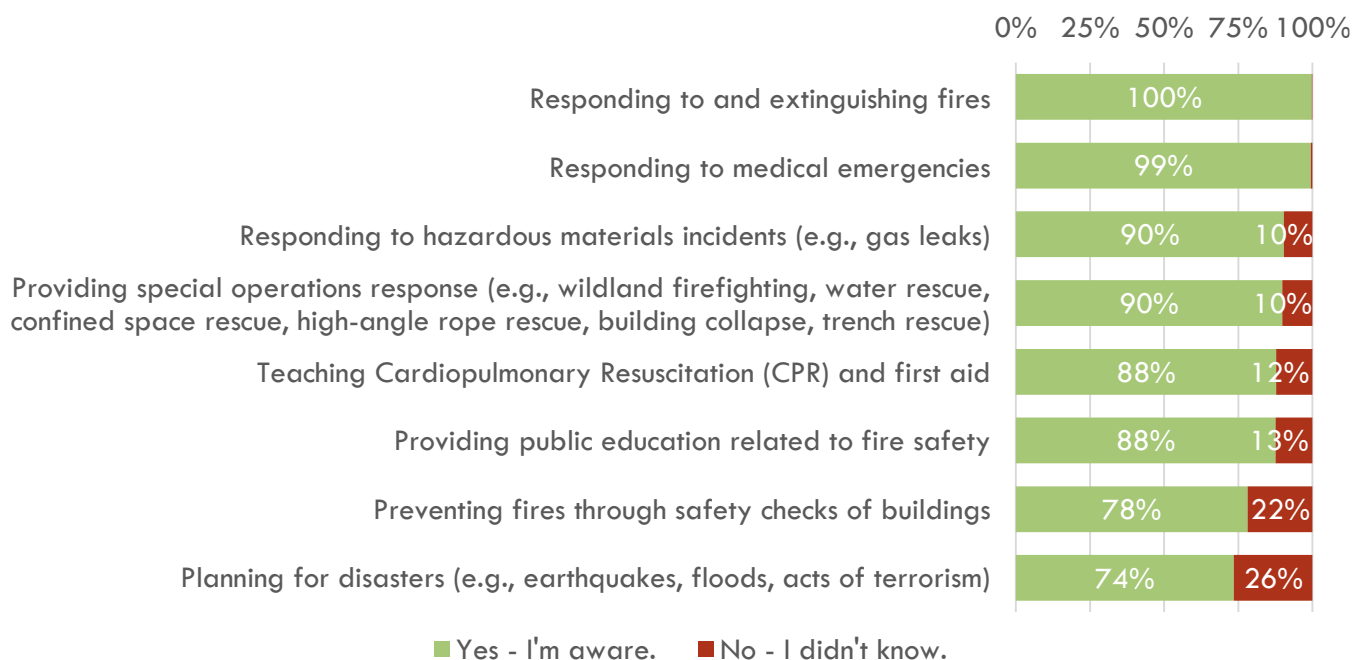 0% 25% 50% 75% 100%
Responding to and extinguishing fires 100%
Responding to medical emergencies 99%
Responding to hazardous materials incidents (e.g., gas leaks) 90% 10%
Providing special operations response (e.g., wildland firefighting, water rescue,
confined space rescue, high-angle rope rescue, building collapse, trench rescue) 90% 10%
Teaching Cardiopulmonary Resuscitation (CPR) and first aid 88% 12%
Providing public education related to fire safety 88% 13%
Preventing fires through safety checks of buildings 78% 22%
Planning for disasters (e.g., earthquakes, floods, acts of terrorism) 74% 26%
Yes - I'm aware. No - I didn't know.